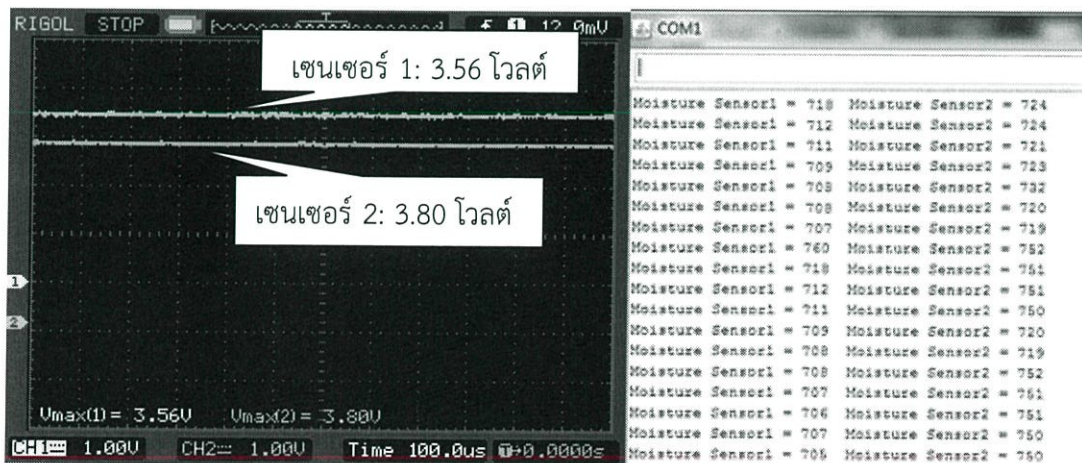 RIGOL STOP 12.0mV
เซนเซอร์ 1: 3.56 โวลต์
เซนเซอร์ 2: 3.80 โวลต์
1
2
Vmax(1)= 3.56V Vmax(2)= 3.80V
CH1 1.00V CH2 1.00V Time 100.0us 0.0000s
COM1
Moisture Sensor1 = 718 Moisture Sensor2 = 724
Moisture Sensor1 = 712 Moisture Sensor2 = 724
Moisture Sensor1 = 711 Moisture Sensor2 = 721
Moisture Sensor1 = 709 Moisture Sensor2 = 723
Moisture Sensor1 = 708 Moisture Sensor2 = 732
Moisture Sensor1 = 708 Moisture Sensor2 = 720
Moisture Sensor1 = 707 Moisture Sensor2 = 719
Moisture Sensor1 = 760 Moisture Sensor2 = 752
Moisture Sensor1 = 718 Moisture Sensor2 = 751
Moisture Sensor1 = 712 Moisture Sensor2 = 751
Moisture Sensor1 = 711 Moisture Sensor2 = 750
Moisture Sensor1 = 709 Moisture Sensor2 = 720
Moisture Sensor1 = 708 Moisture Sensor2 = 719
Moisture Sensor1 = 708 Moisture Sensor2 = 752
Moisture Sensor1 = 707 Moisture Sensor2 = 751
Moisture Sensor1 = 706 Moisture Sensor2 = 751
Moisture Sensor1 = 707 Moisture Sensor2 = 750
Moisture Sensor1 = 705 Moisture Sensor2 = 750